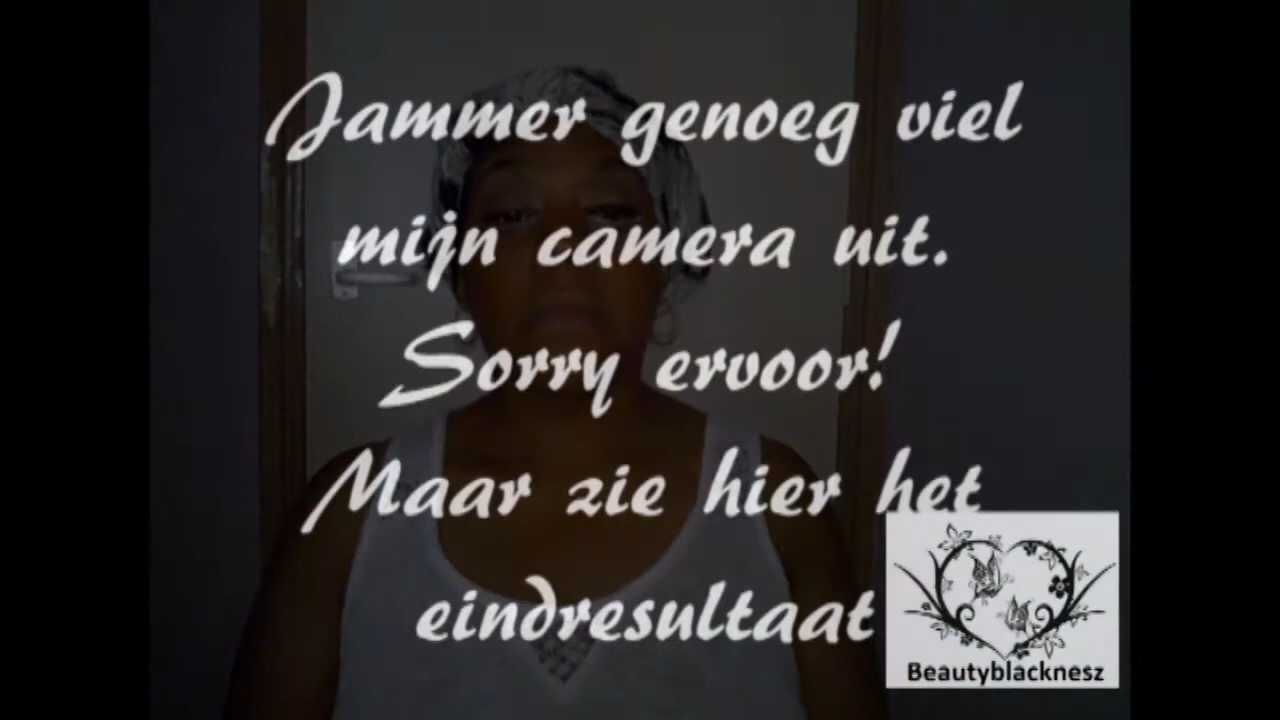 Jammer genoeg viel
mijn camera uit.
Sorry ervoor!
Maar zie hier het
eindresultaat
Beautyblacknesz